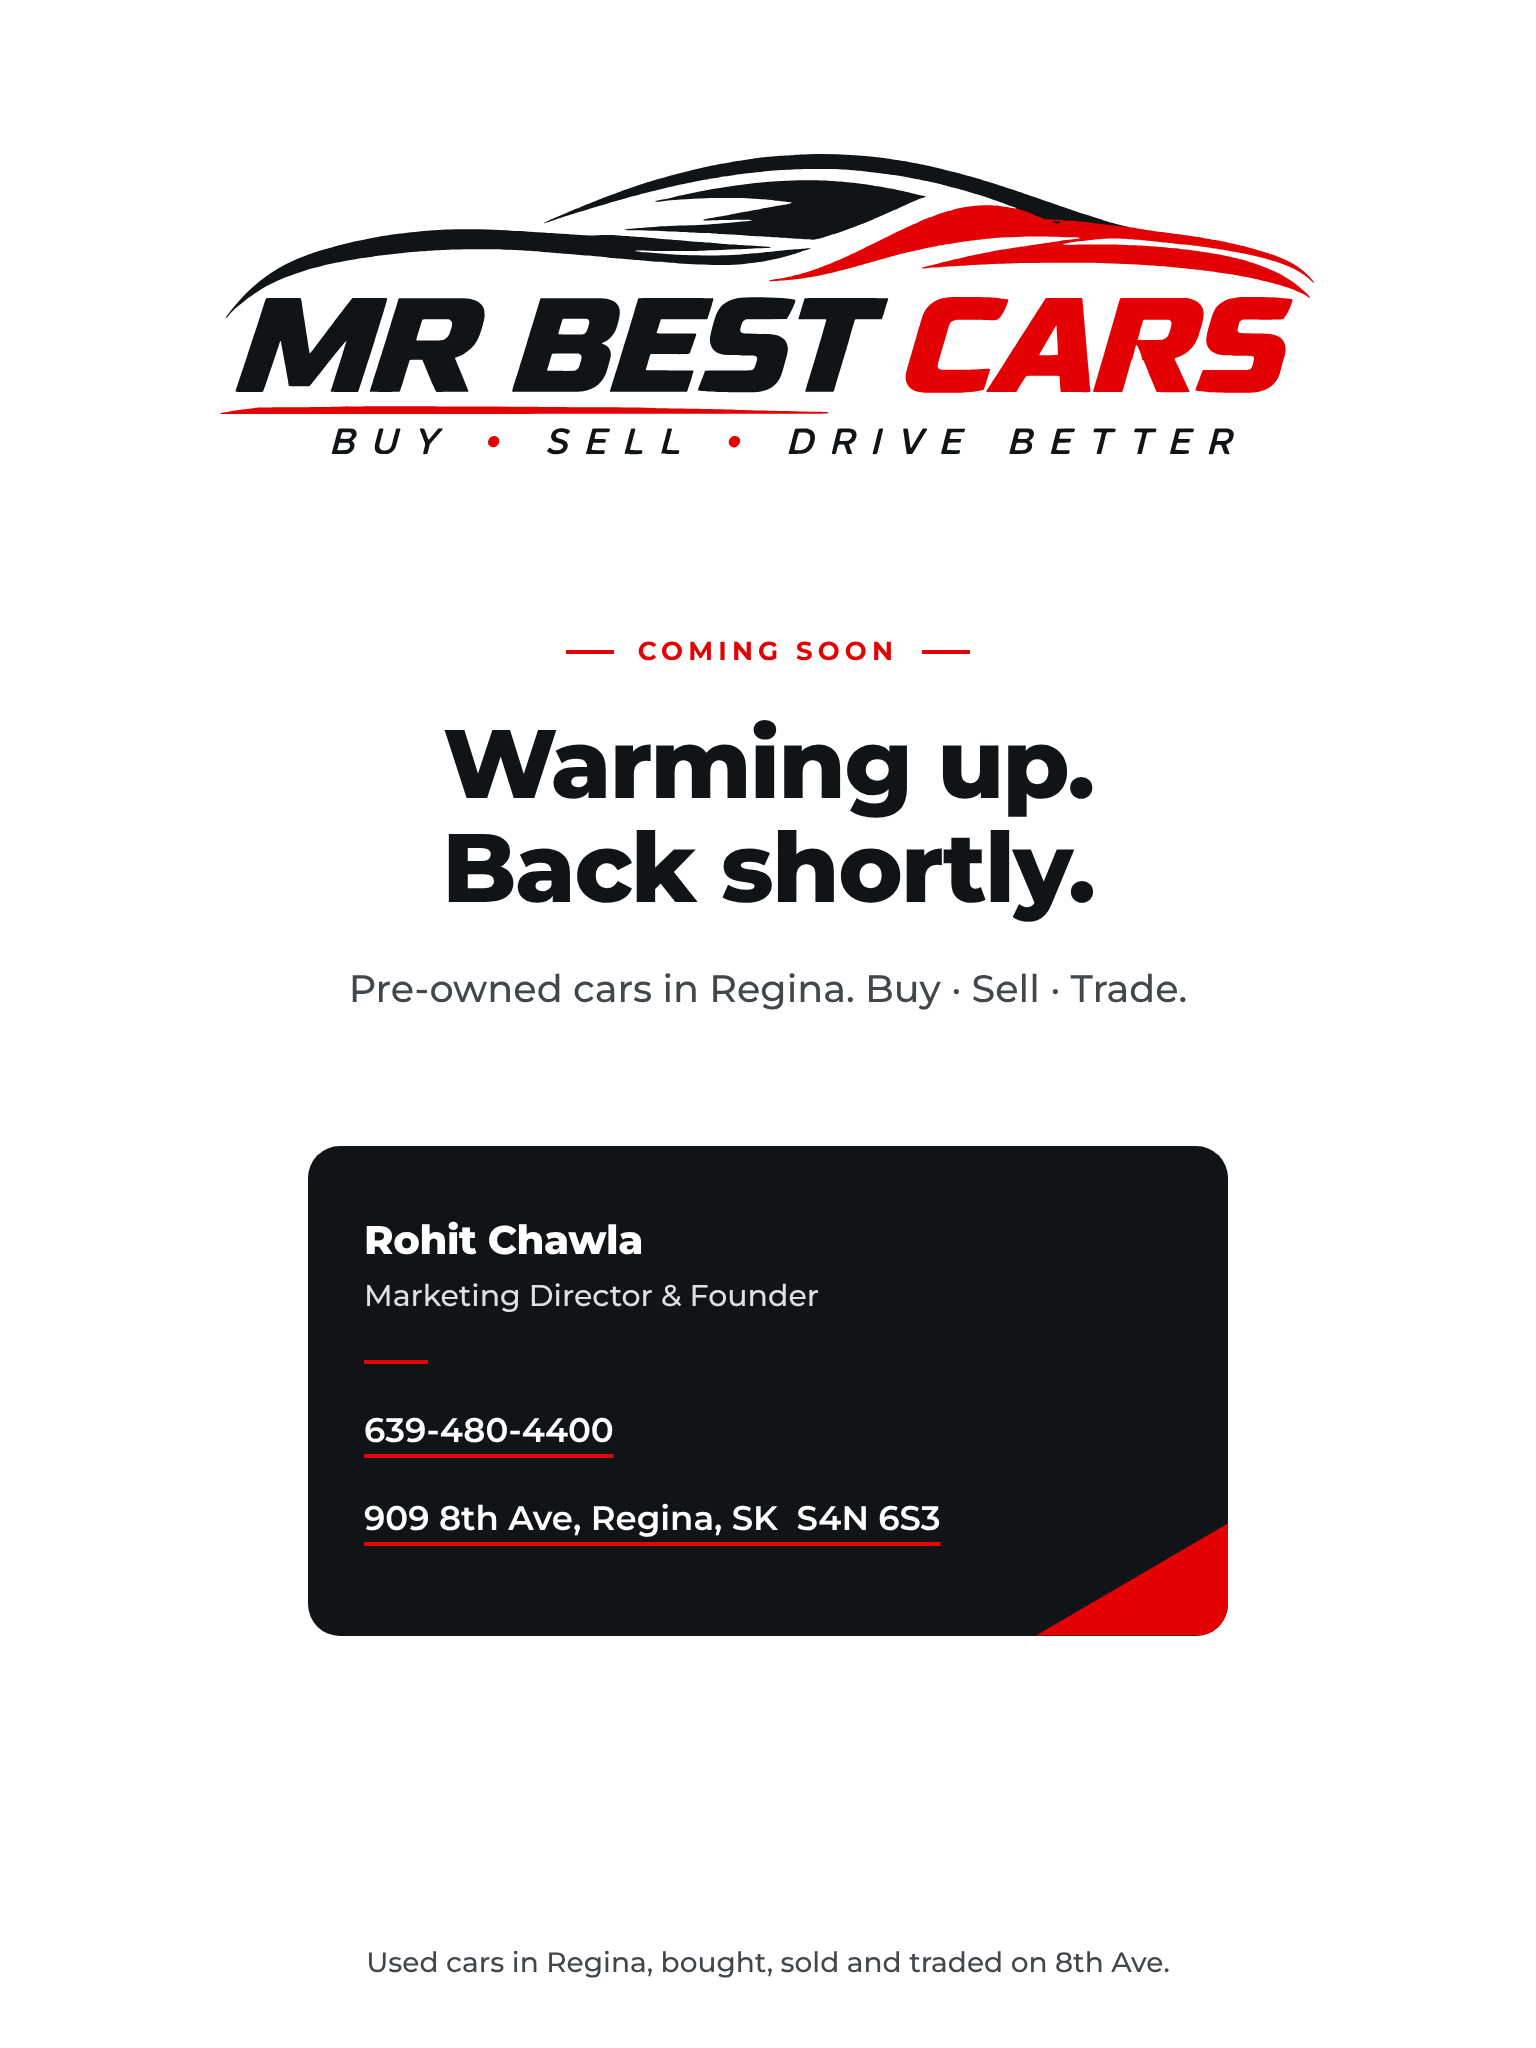 MR BEST CARS
BUY • SELL • DRIVE BETTER
COMING SOON
Warming up.
Back shortly.
Pre-owned cars in Regina. Buy · Sell · Trade.
Rohit Chawla
Marketing Director & Founder
639-480-4400
909 8th Ave, Regina, SK  S4N 6S3
Used cars in Regina, bought, sold and traded on 8th Ave.